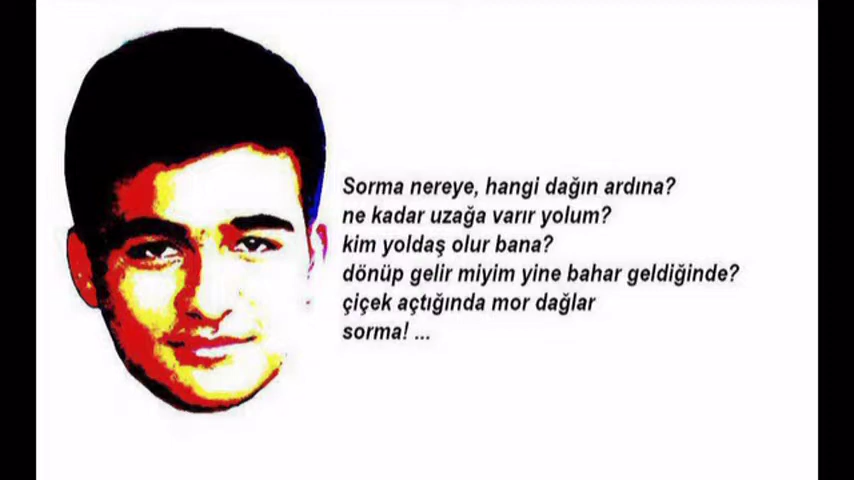 Sorma nereye, hangi dağın ardına?
ne kadar uzağa varır yolum?
kim yoldaş olur bana?
dönüp gelir miyim yine bahar geldiğinde?
çiçek açtığında mor dağlar
sorma! ...